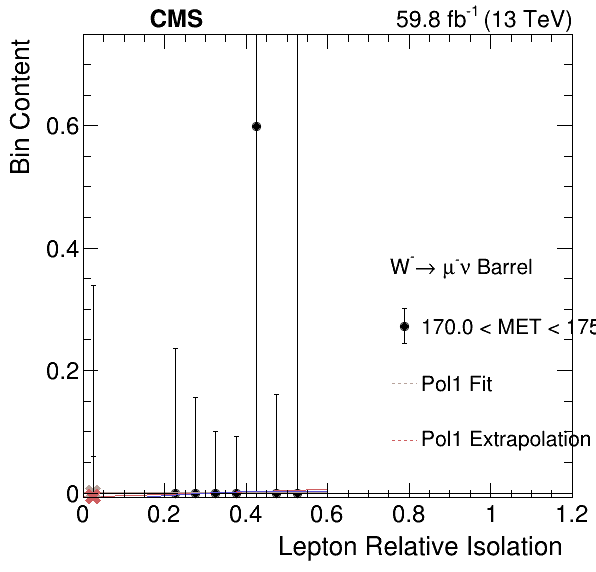 CMS
59.8 fb⁻¹ (13 TeV)
Bin Content
0.6
0.4
0.2
0
W⁻→ μ⁻ν Barrel
170.0 < MET < 175
Pol1 Fit
Pol1 Extrapolation
0 0.2 0.4 0.6 0.8 1 1.2
Lepton Relative Isolation